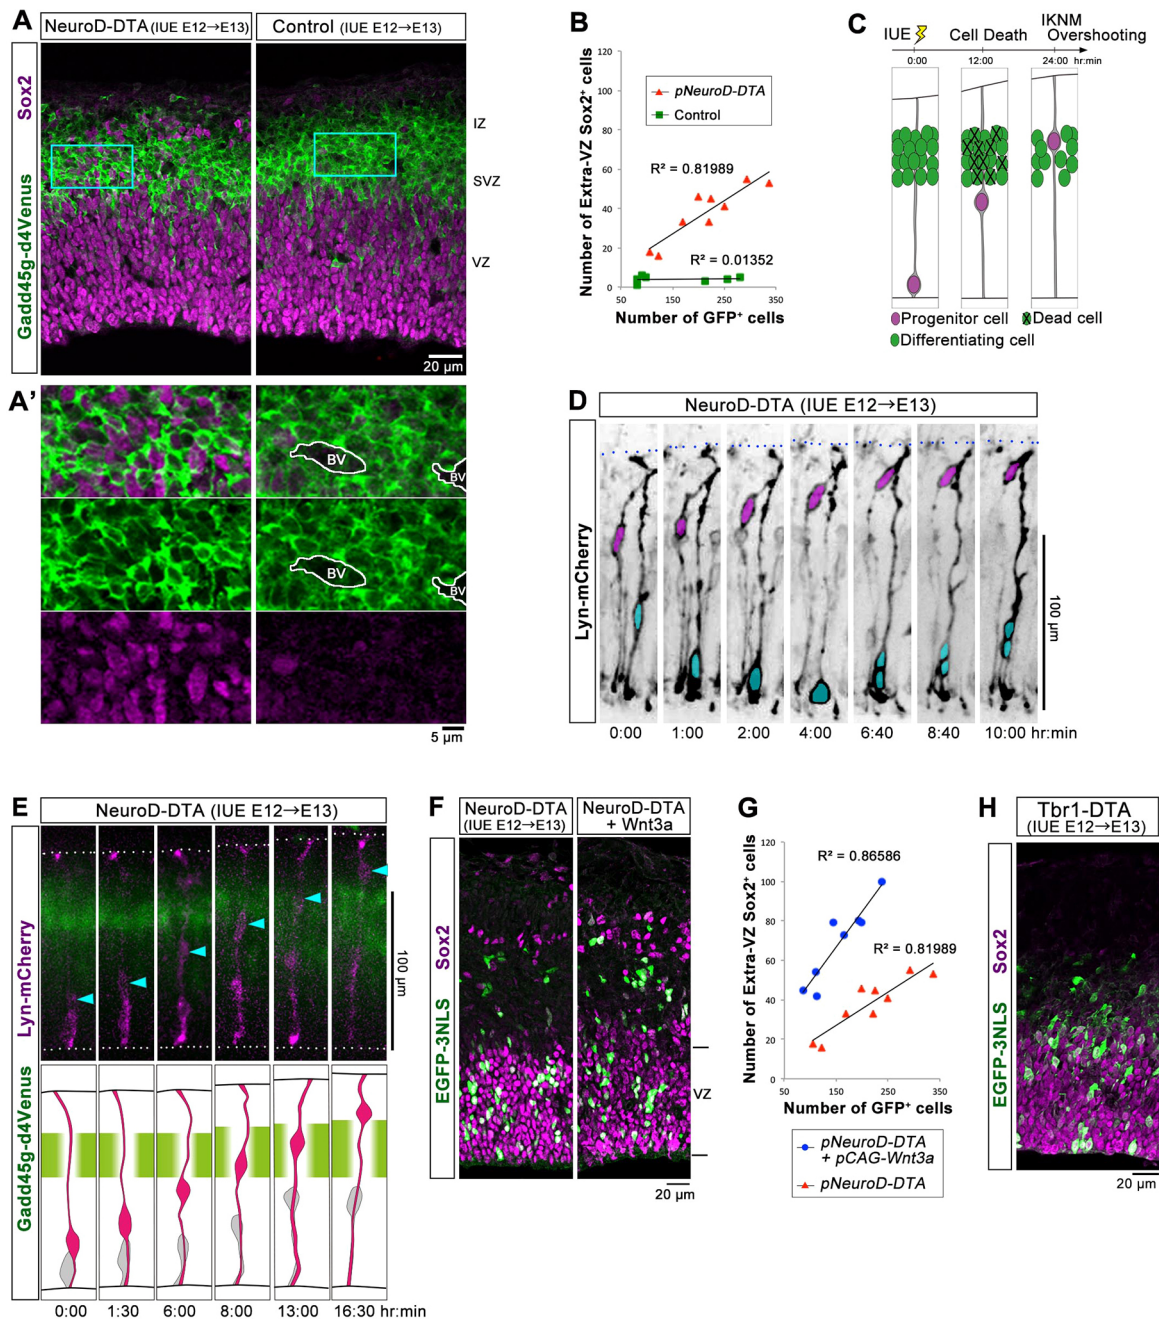 A
NeuroD-DTA (IUE E12→E13)
Control (IUE E12→E13)
Gadd45g-d4Venus Sox2
IZ
SVZ
VZ
20 μm
A'
BV
BV
BV
BV
5 μm
B
Number of Extra-VZ Sox2⁺ cells
120
100
80
60
40
20
0
pNeuroD-DTA
Control
R² = 0.81989
R² = 0.01352
50
150
250
350
Number of GFP⁺ cells
C
IUE
Cell Death
IKNM
Overshooting
0:00
12:00
24:00
hr:min
Progenitor cell
Dead cell
Differentiating cell
D
NeuroD-DTA (IUE E12→E13)
Lyn-mCherry
100 μm
0:00
1:00
2:00
4:00
6:40
8:40
10:00 hr:min
E
NeuroD-DTA (IUE E12→E13)
Gadd45g-d4Venus Lyn-mCherry
100 μm
0:00
1:30
6:00
8:00
13:00
16:30 hr:min
F
NeuroD-DTA
(IUE E12→E13)
NeuroD-DTA
+ Wnt3a
EGFP-3NLS Sox2
VZ
20 μm
G
Number of Extra-VZ Sox2⁺ cells
120
100
80
60
40
20
0
R² = 0.86586
R² = 0.81989
50
150
250
350
Number of GFP⁺ cells
pNeuroD-DTA
+ pCAG-Wnt3a
pNeuroD-DTA
H
Tbr1-DTA
(IUE E12→E13)
EGFP-3NLS Sox2
20 μm